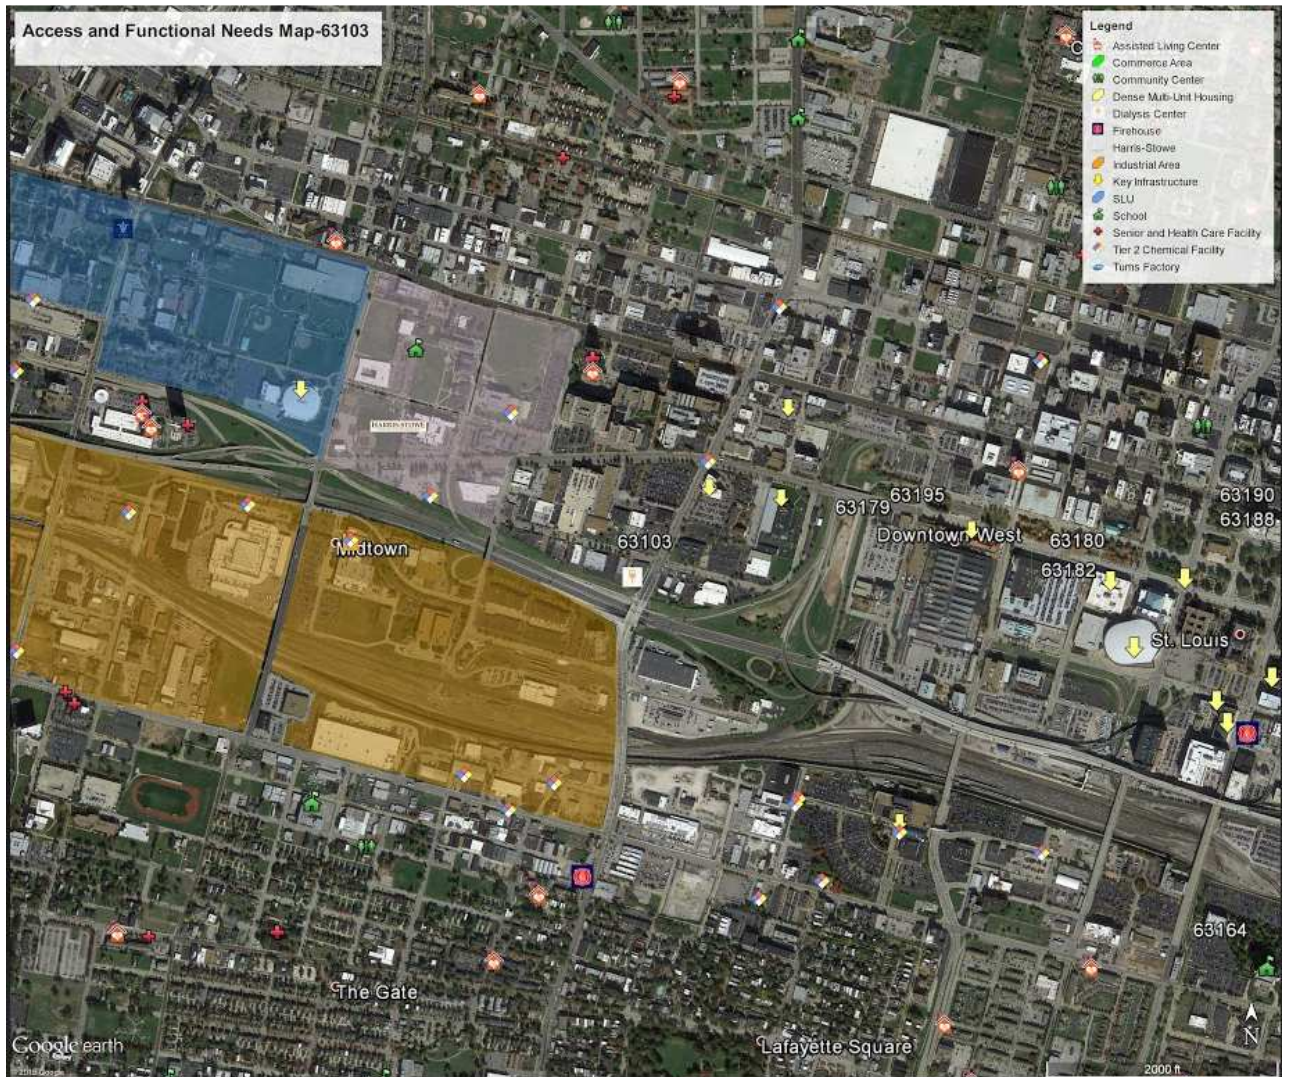 Access and Functional Needs Map-63103
Legend
Assisted Living Center
Commerce Area
Community Center
Dense Multi-Unit Housing
Dialysis Center
Firehouse
Harris-Stowe
Industrial Area
Key Infrastructure
SLU
School
Senior and Health Care Facility
Tier 2 Chemical Facility
Tums Factory
HARRIS-STOWE
63195
63190
63179
63188
Downtown West
63103
63180
Midtown
63182
St. Louis
63164
The Gate
N
Google earth
Lafayette Square
2000 ft